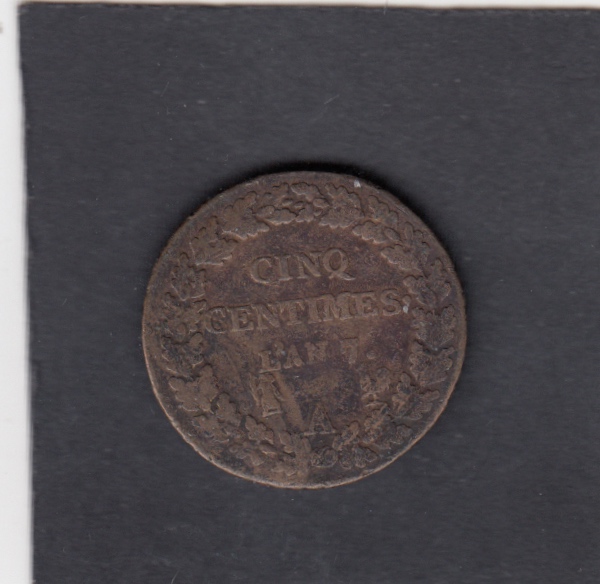 CINQ
CENTIMES.
L'AN 7.
A